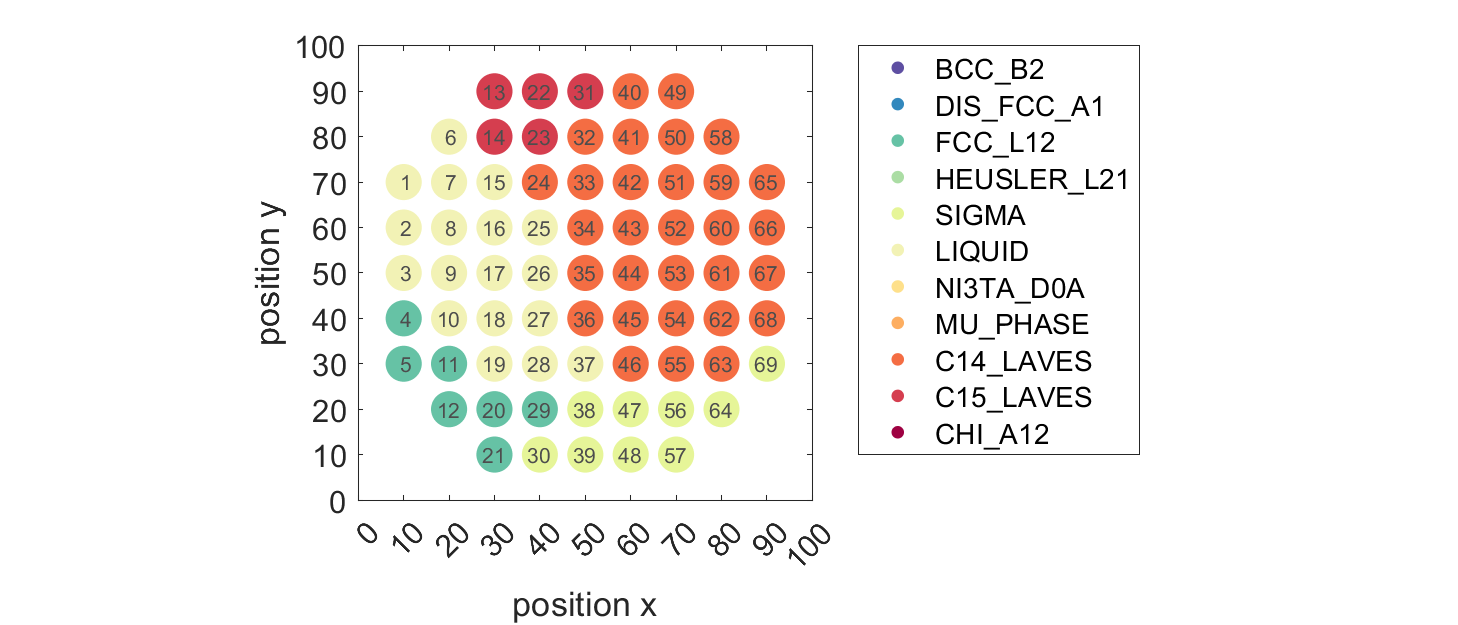 100
90
80
70
60
50
40
30
20
10
0
position y
13 22 31 40 49
6 14 23 32 41 50 58
1 7 15 24 33 42 51 59 65
2 8 16 25 34 43 52 60 66
3 9 17 26 35 44 53 61 67
4 10 18 27 36 45 54 62 68
5 11 19 28 37 46 55 63 69
12 20 29 38 47 56 64
21 30 39 48 57
0 10 20 30 40 50 60 70 80 90 100
position x
BCC_B2
DIS_FCC_A1
FCC_L12
HEUSLER_L21
SIGMA
LIQUID
NI3TA_D0A
MU_PHASE
C14_LAVES
C15_LAVES
CHI_A12